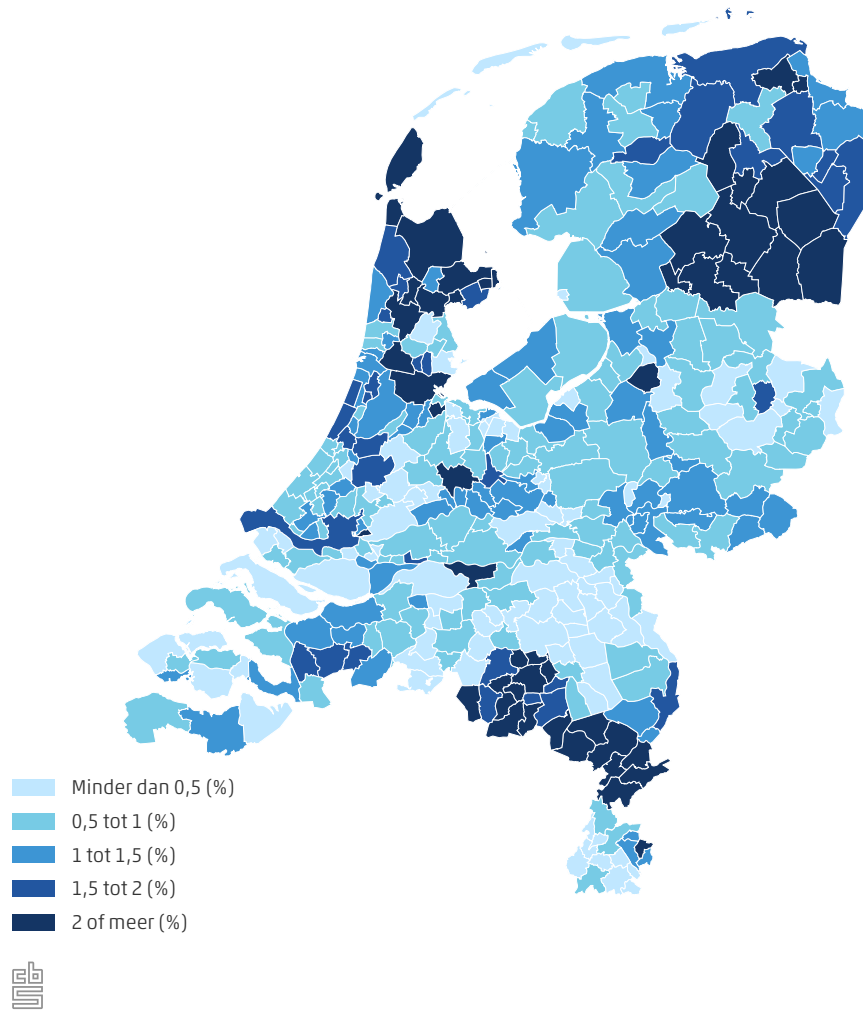 Minder dan 0,5 (%)
0,5 tot 1 (%)
1 tot 1,5 (%)
1,5 tot 2 (%)
2 of meer (%)
cbs